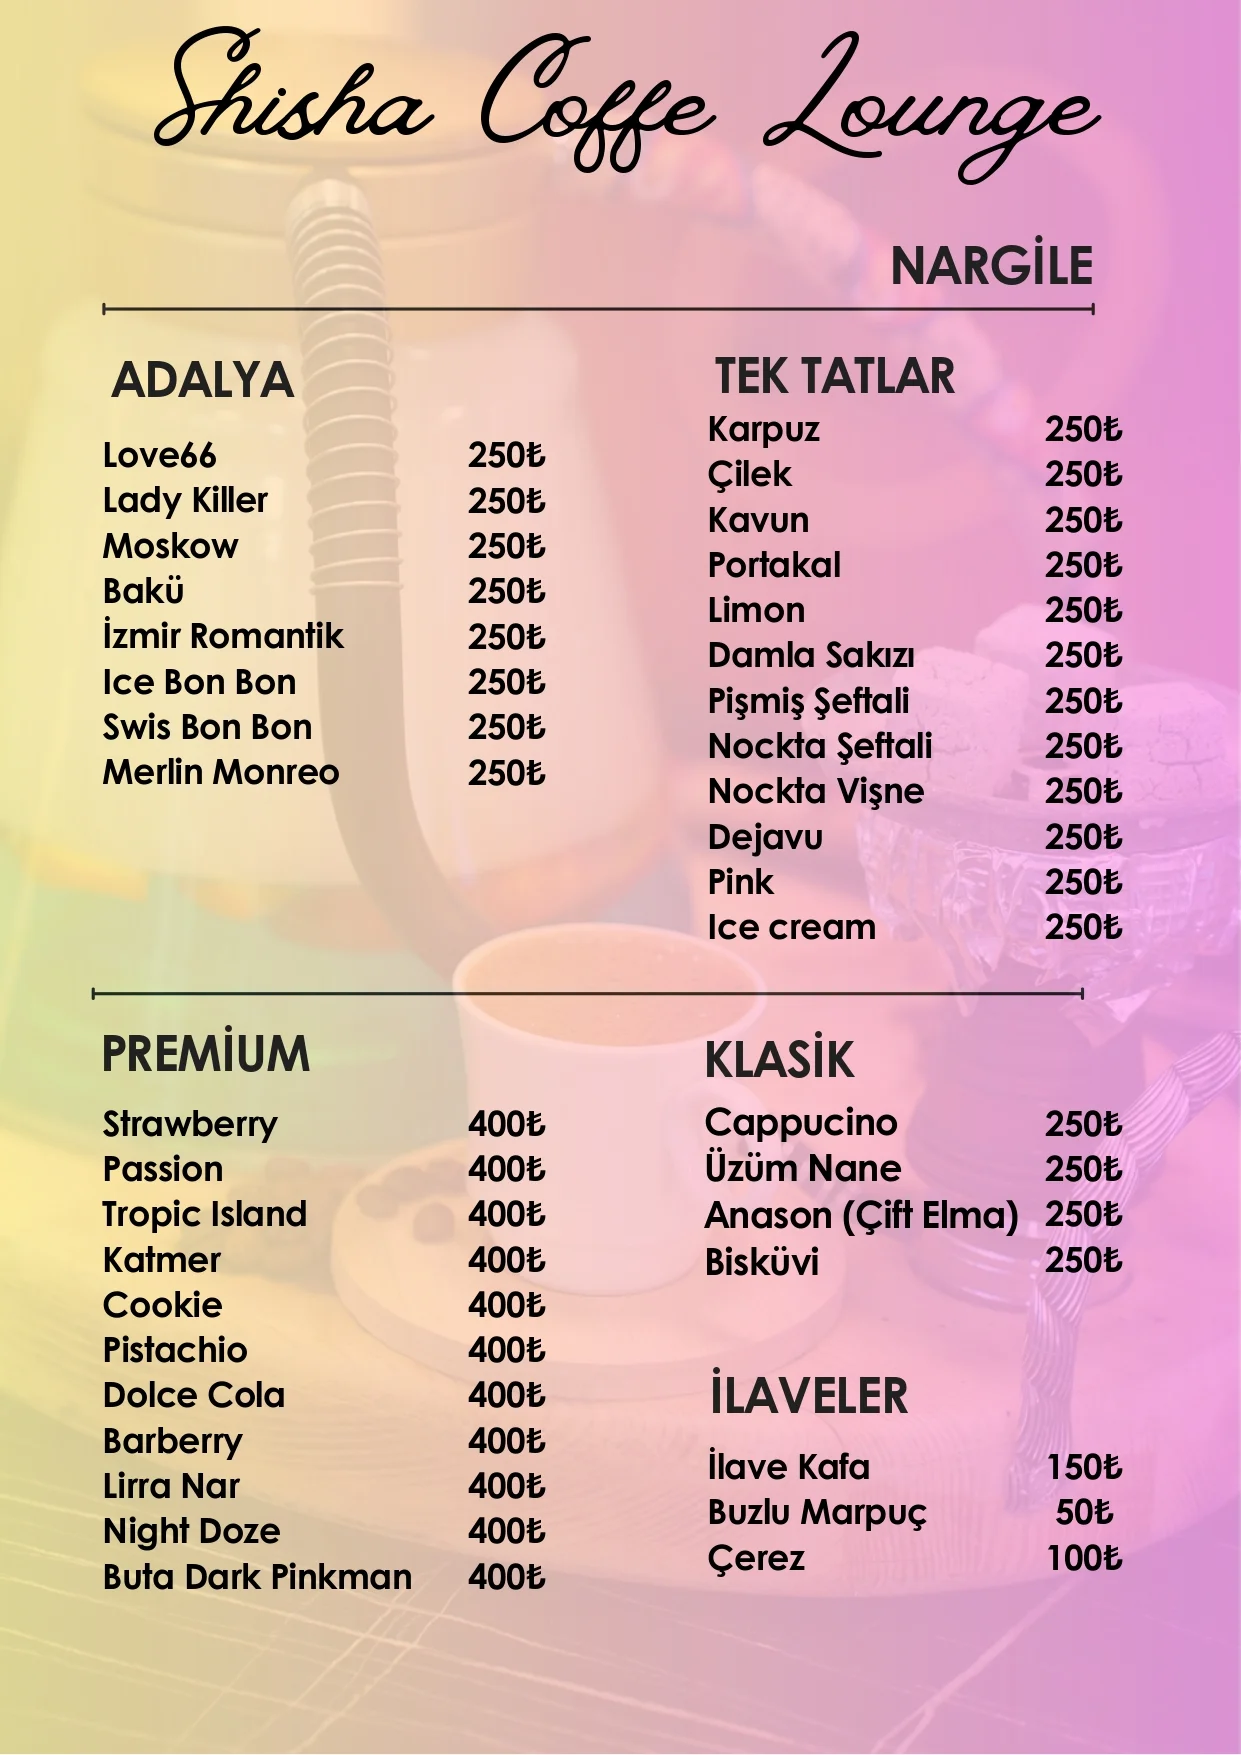 Shisha Coffe Lounge
NARGİLE
ADALYA
Love66 250₺
Lady Killer 250₺
Moskow 250₺
Bakü 250₺
İzmir Romantik 250₺
Ice Bon Bon 250₺
Swis Bon Bon 250₺
Merlin Monreo 250₺
TEK TATLAR
Karpuz 250₺
Çilek 250₺
Kavun 250₺
Portakal 250₺
Limon 250₺
Damla Sakızı 250₺
Pişmiş Şeftali 250₺
Nockta Şeftali 250₺
Nockta Vişne 250₺
Dejavu 250₺
Pink 250₺
Ice cream 250₺
PREMİUM
Strawberry 400₺
Passion 400₺
Tropic Island 400₺
Katmer 400₺
Cookie 400₺
Pistachio 400₺
Dolce Cola 400₺
Barberry 400₺
Lirra Nar 400₺
Night Doze 400₺
Buta Dark Pinkman 400₺
KLASİK
Cappucino 250₺
Üzüm Nane 250₺
Anason (Çift Elma) 250₺
Bisküvi 250₺
İLAVELER
İlave Kafa 150₺
Buzlu Marpuç 50₺
Çerez 100₺